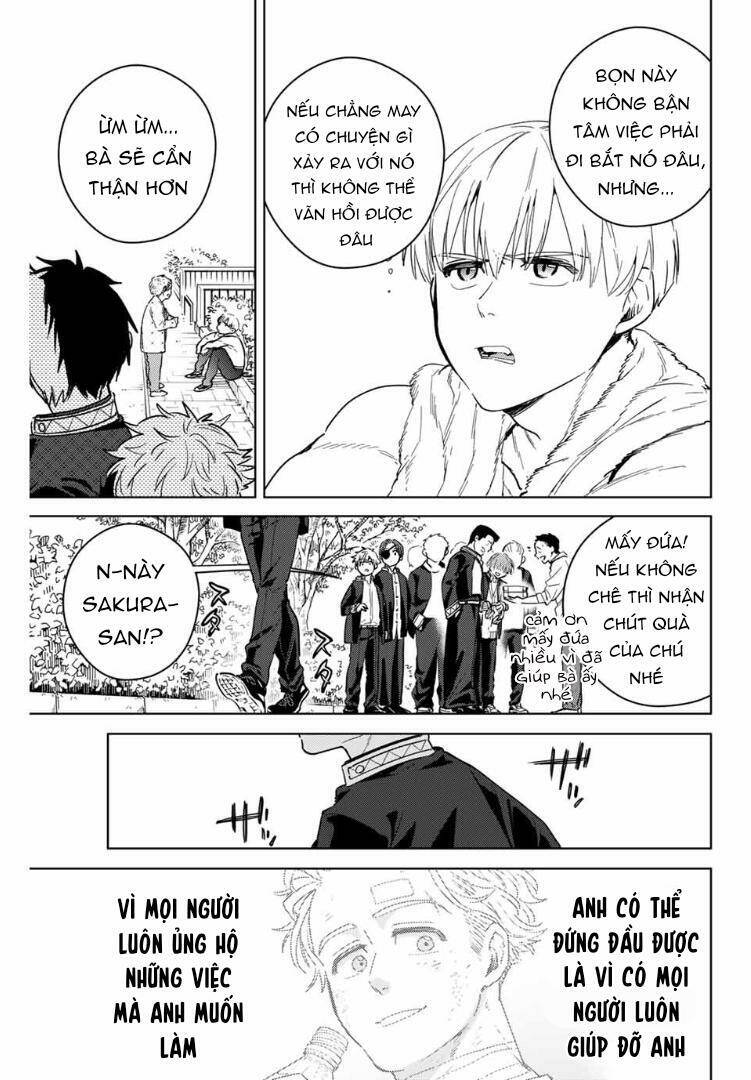 BỌN NÀY
KHÔNG BẬN
TÂM VIỆC PHẢI
ĐI BẮT NÓ ĐÂU,
NHƯNG...
NẾU CHẲNG MAY
CÓ CHUYỆN GÌ
XẢY RA VỚI NÓ
THÌ KHÔNG THỂ
VÃN HỒI ĐƯỢC
ĐÂU
ỪM ỪM...
BÀ SẼ CẨN
THẬN HƠN
MẤY ĐỨA!
NẾU KHÔNG
CHÊ THÌ NHẬN
CHÚT QUÀ
CỦA CHÚ
NHÉ
cảm ơn
mấy đứa
nhiều vì đã
giúp bà ấy
nhé
スタ
スタ
N-NÀY
SAKURA-
SAN!?
ANH CÓ THỂ
ĐỨNG ĐẦU ĐƯỢC
LÀ VÌ CÓ MỌI
NGƯỜI LUÔN
GIÚP ĐỠ ANH
VÌ MỌI NGƯỜI
LUÔN ỦNG HỘ
NHỮNG VIỆC
MÀ ANH MUỐN
LÀM